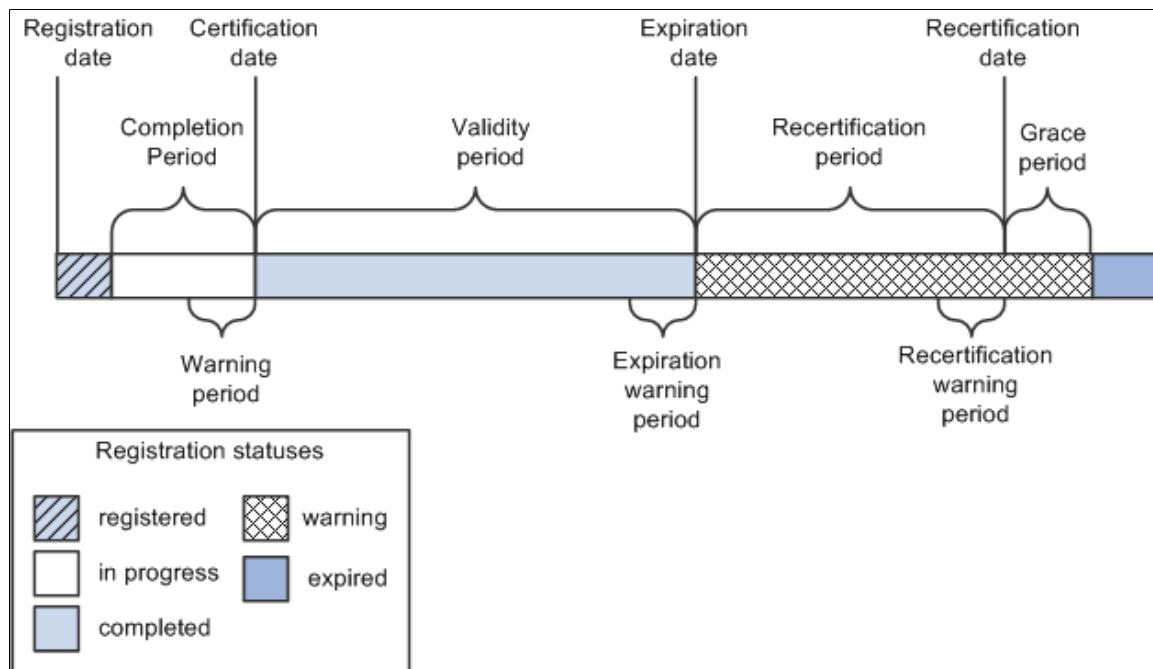 Registration
date
Certification
date
Expiration
date
Recertification
date
Completion
Period
Validity
period
Recertification
period
Grace
period
Warning
period
Expiration
warning
period
Recertification
warning
period
Registration statuses
registered
warning
in progress
expired
completed